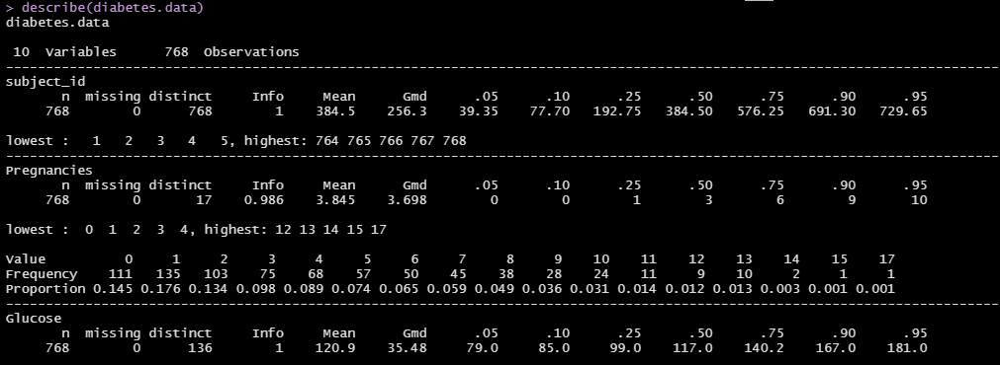 > describe(diabetes.data)
diabetes.data

 10  Variables      768  Observations
--------------------------------------------------------------------------------
subject_id
       n  missing distinct     Info     Mean      Gmd      .05      .10      .25      .50      .75      .90      .95
     768        0      768        1    384.5    256.3    39.35    77.70   192.75   384.50   576.25   691.30   729.65

lowest :   1   2   3   4   5, highest: 764 765 766 767 768
--------------------------------------------------------------------------------
Pregnancies
       n  missing distinct     Info     Mean      Gmd      .05      .10      .25      .50      .75      .90      .95
     768        0       17    0.986    3.845    3.698        0        0        1        3        6        9       10

lowest :  0  1  2  3  4, highest: 12 13 14 15 17

Value          0     1     2     3     4     5     6     7     8     9    10    11    12    13    14    15    17
Frequency    111   135   103    75    68    57    50    45    38    28    24    11     9    10     2     1     1
Proportion 0.145 0.176 0.134 0.098 0.089 0.074 0.065 0.059 0.049 0.036 0.031 0.014 0.012 0.013 0.003 0.001 0.001
--------------------------------------------------------------------------------
Glucose
       n  missing distinct     Info     Mean      Gmd      .05      .10      .25      .50      .75      .90      .95
     768        0      136        1    120.9    35.48     79.0     85.0     99.0    117.0    140.2    167.0    181.0